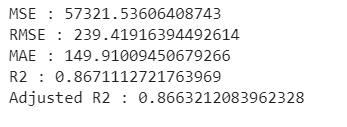 MSE : 57321.53606408743
RMSE : 239.41916394492614
MAE : 149.91009450679266
R2 : 0.8671112721763969
Adjusted R2 : 0.8663212083962328